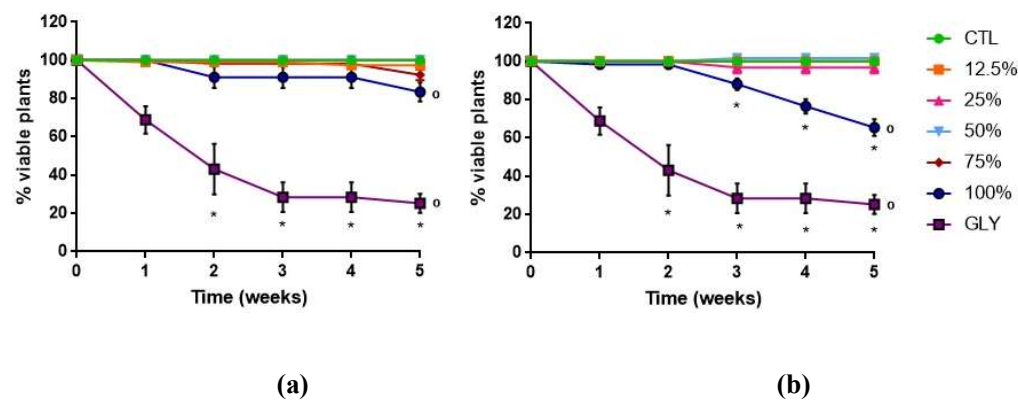 120
100
80
60
40
20
0
% viable plants
0 1 2 3 4 5
Time (weeks)
o
o
* * * *
(a)
120
100
80
60
40
20
0
% viable plants
0 1 2 3 4 5
Time (weeks)
* * * o
o
* * * *
(b)
CTL
12.5%
25%
50%
75%
100%
GLY